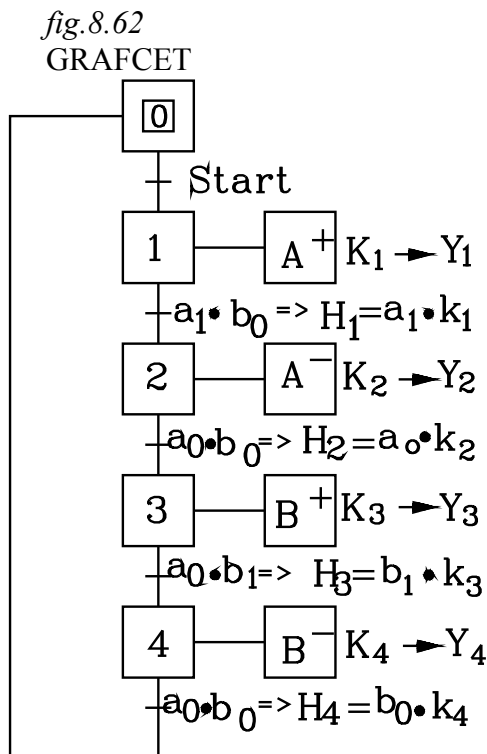 fig.8.62
GRAFCET
0
Start
1 A⁺ K₁ → Y₁
a₁•b₀ => H₁=a₁•k₁
2 A⁻ K₂ → Y₂
a₀•b₀ => H₂=a₀•k₂
3 B⁺ K₃ → Y₃
a₀•b₁ => H₃=b₁•k₃
4 B⁻ K₄ → Y₄
a₀•b₀ => H₄=b₀•k₄